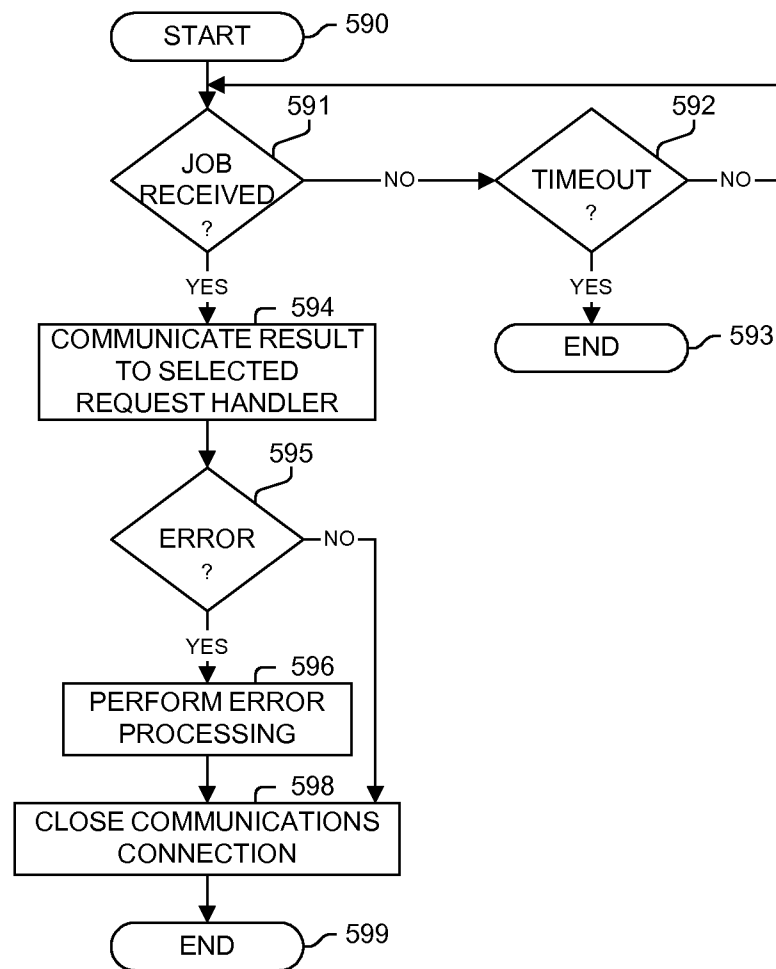 START
590
591
JOB
RECEIVED
?
NO
592
TIMEOUT
?
NO
YES
YES
594
COMMUNICATE RESULT
TO SELECTED
REQUEST HANDLER
END
593
595
ERROR
?
NO
YES
596
PERFORM ERROR
PROCESSING
598
CLOSE COMMUNICATIONS
CONNECTION
END
599